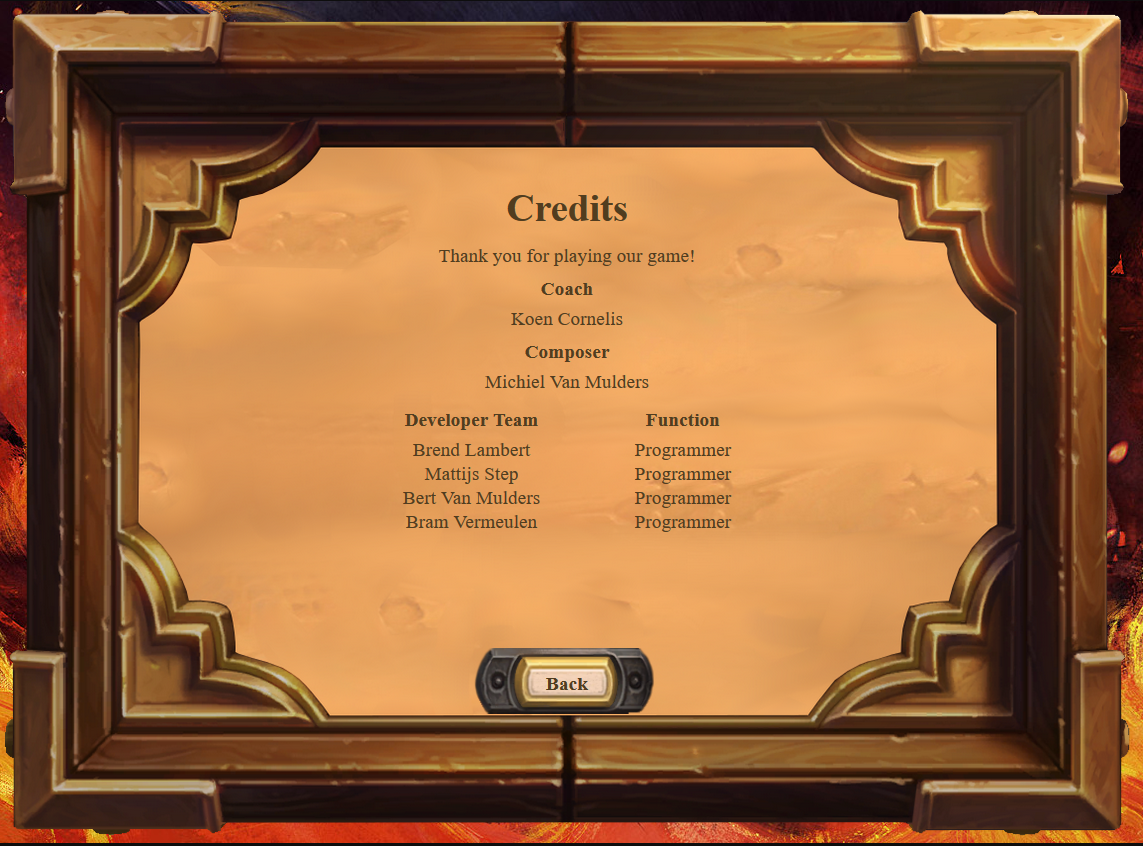 Credits
Thank you for playing our game!
Coach
Koen Cornelis
Composer
Michiel Van Mulders
Developer Team Function
Brend Lambert Programmer
Mattijs Step Programmer
Bert Van Mulders Programmer
Bram Vermeulen Programmer
Back